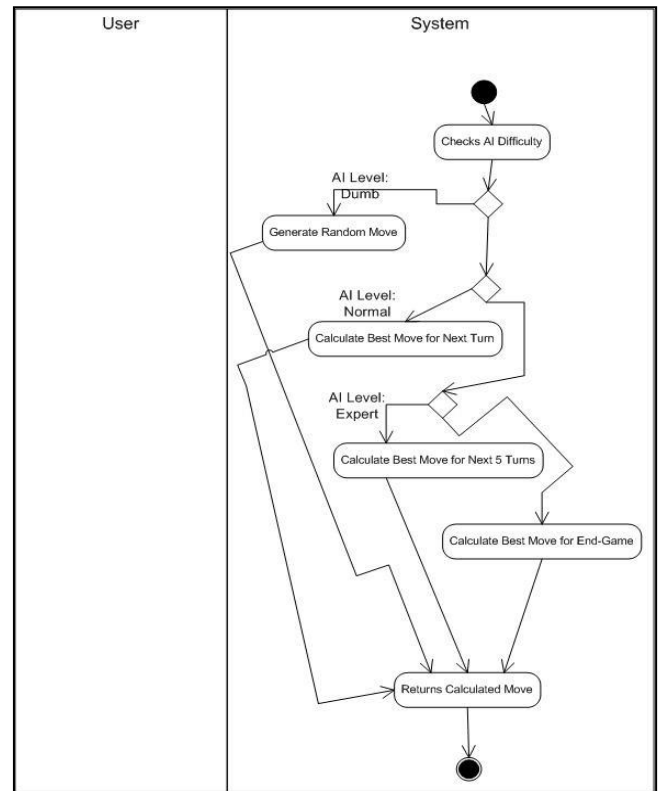 User
System
Checks AI Difficulty
AI Level:
Dumb
Generate Random Move
AI Level:
Normal
Calculate Best Move for Next Turn
AI Level:
Expert
Calculate Best Move for Next 5 Turns
Calculate Best Move for End-Game
Returns Calculated Move